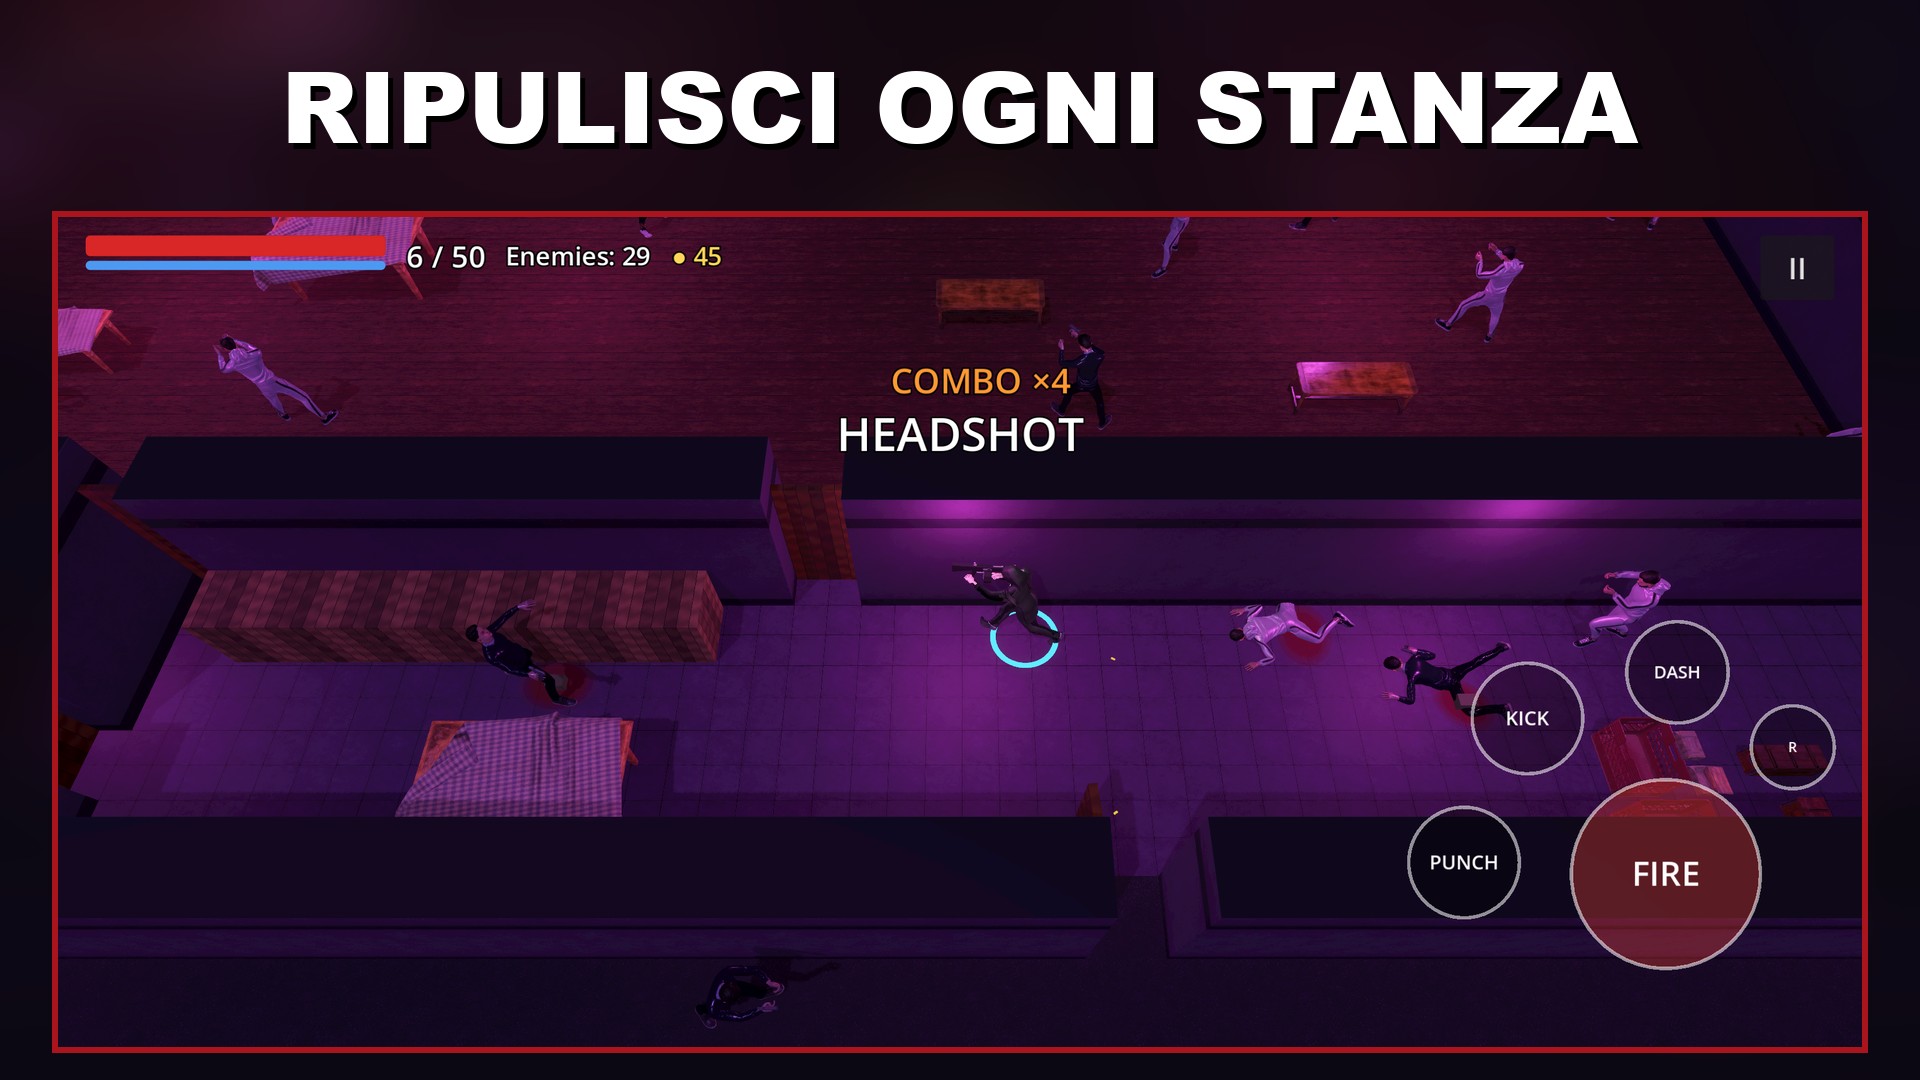 RIPULISCI OGNI STANZA
6 / 50 Enemies: 29 45
COMBO ×4
HEADSHOT
DASH
KICK
R
PUNCH
FIRE